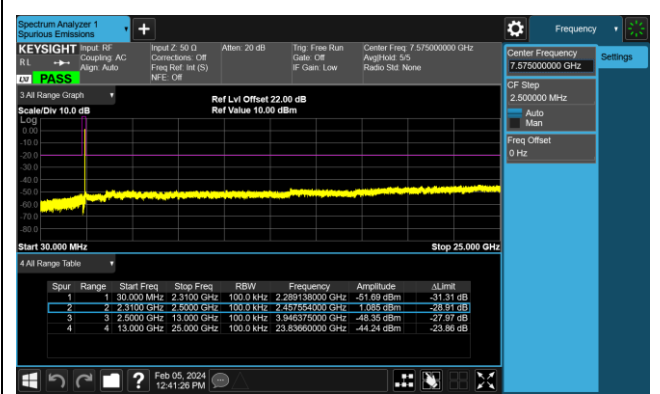 Spectrum Analyzer 1
Spurious Emissions
Frequency
KEYSIGHT
RL
Input: RF
Coupling: AC
Align: Auto
Input Z: 50 Ω
Corrections: Off
Freq Ref: Int (S)
NFE: Off
Atten: 20 dB
Trig: Free Run
Gate: Off
IF Gain: Low
Center Freq: 7.575000000 GHz
Avg|Hold: 5/5
Radio Std: None
LXI PASS
Center Frequency
7.575000000 GHz
Settings
CF Step
2.500000 MHz
Auto
Man
Freq Offset
0 Hz
3 All Range Graph
Scale/Div 10.0 dB
Ref Lvl Offset 22.00 dB
Ref Value 10.00 dBm
Log
0.00
-10.0
-20.0
-30.0
-40.0
-50.0
-60.0
-70.0
-80.0
Start 30.000 MHz Stop 25.000 GHz
4 All Range Table
Spur Range Start Freq Stop Freq RBW Frequency Amplitude ΔLimit
1 1 30.000 MHz 2.3100 GHz 100.0 kHz 2.289138000 GHz -51.69 dBm -31.31 dB
2 2 2.3100 GHz 2.5000 GHz 100.0 kHz 2.457554000 GHz 1.085 dBm -28.91 dB
3 3 2.5000 GHz 13.000 GHz 100.0 kHz 3.946375000 GHz -48.35 dBm -27.97 dB
4 4 13.000 GHz 25.000 GHz 100.0 kHz 23.83660000 GHz -44.24 dBm -23.86 dB
Feb 05, 2024
12:41:26 PM